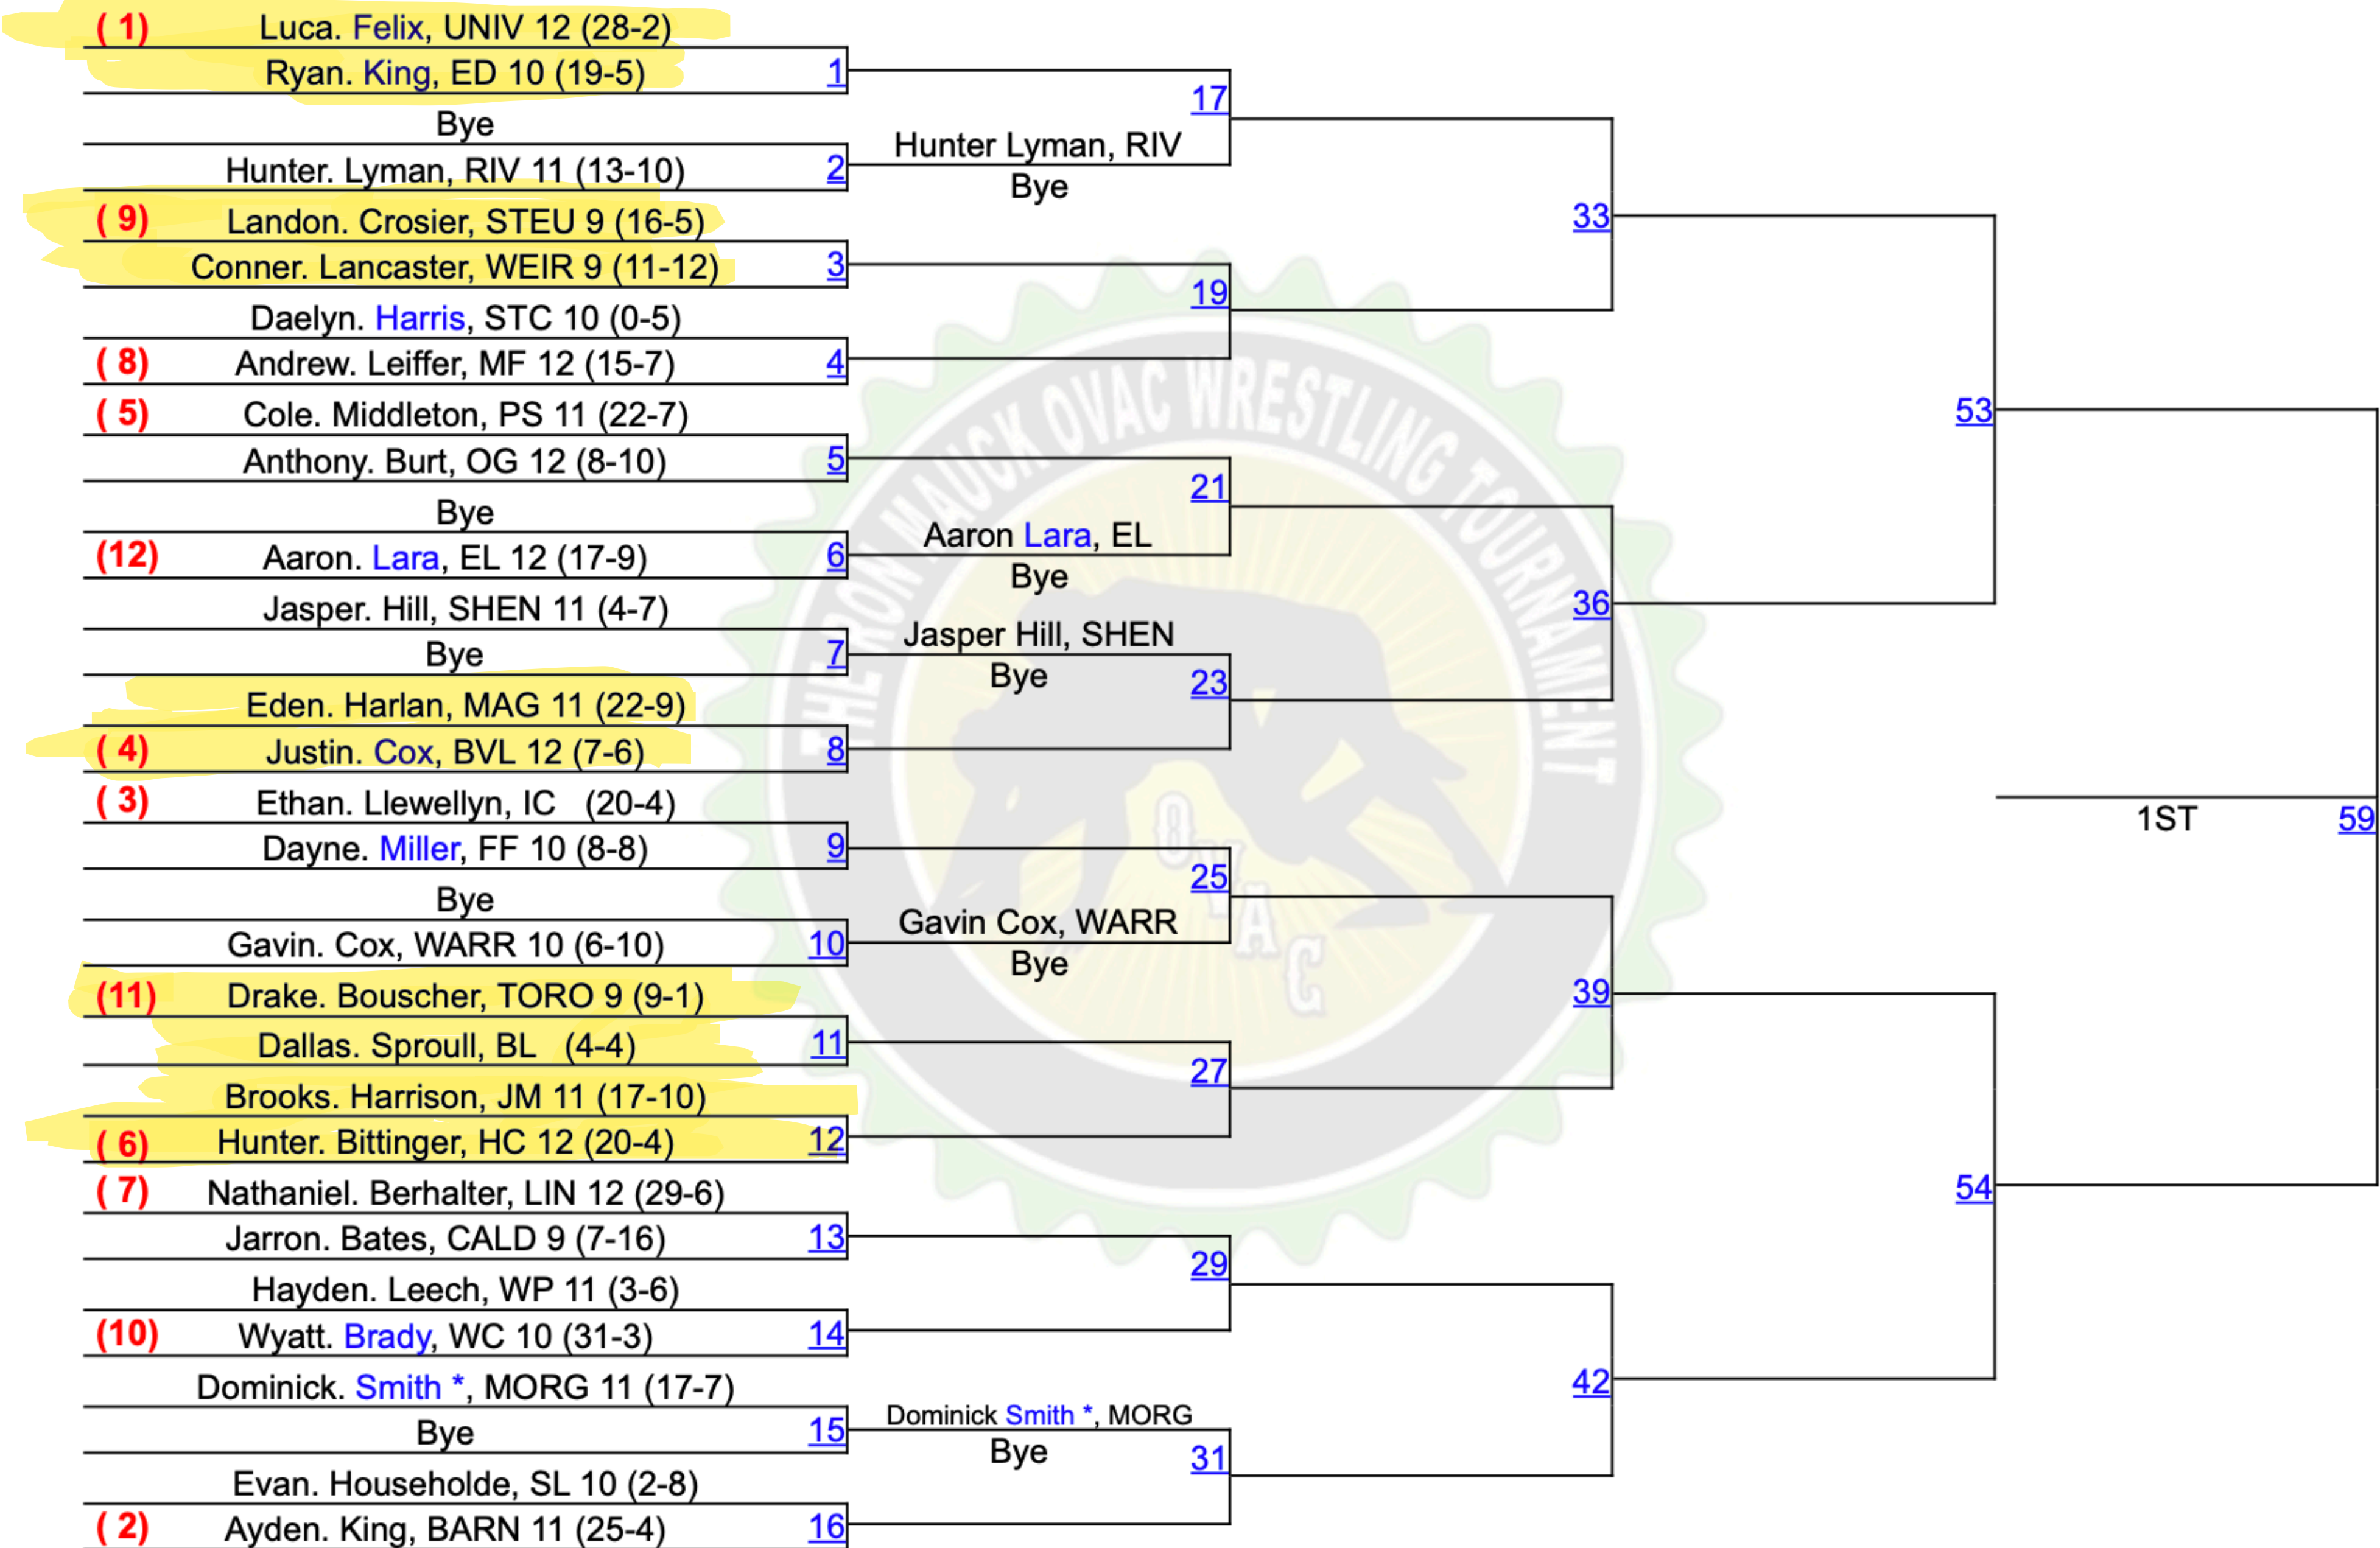 ( 1) Luca. Felix, UNIV 12 (28-2)
Ryan. King, ED 10 (19-5) 1
17
Bye
Hunter Lyman, RIV
Hunter. Lyman, RIV 11 (13-10) 2
Bye
33
( 9) Landon. Crosier, STEU 9 (16-5)
Conner. Lancaster, WEIR 9 (11-12) 3
19
Daelyn. Harris, STC 10 (0-5)
( 8) Andrew. Leiffer, MF 12 (15-7) 4
53
( 5) Cole. Middleton, PS 11 (22-7)
Anthony. Burt, OG 12 (8-10) 5
21
Bye
Aaron Lara, EL
(12) Aaron. Lara, EL 12 (17-9) 6
Bye
36
Jasper. Hill, SHEN 11 (4-7)
Jasper Hill, SHEN
Bye 7
Bye
23
Eden. Harlan, MAG 11 (22-9)
( 4) Justin. Cox, BVL 12 (7-6) 8
( 3) Ethan. Llewellyn, IC (20-4)
1ST 59
Dayne. Miller, FF 10 (8-8) 9
25
Bye
Gavin Cox, WARR
Gavin. Cox, WARR 10 (6-10) 10
Bye
39
(11) Drake. Bouscher, TORO 9 (9-1)
Dallas. Sproull, BL (4-4) 11
27
Brooks. Harrison, JM 11 (17-10)
( 6) Hunter. Bittinger, HC 12 (20-4) 12
54
( 7) Nathaniel. Berhalter, LIN 12 (29-6)
Jarron. Bates, CALD 9 (7-16) 13
29
Hayden. Leech, WP 11 (3-6)
(10) Wyatt. Brady, WC 10 (31-3) 14
42
Dominick. Smith *, MORG 11 (17-7)
Dominick Smith *, MORG
Bye 15
Bye
31
Evan. Householde, SL 10 (2-8)
( 2) Ayden. King, BARN 11 (25-4) 16
THE RON MAUCK OVAC WRESTLING TOURNAMENT
OVAC